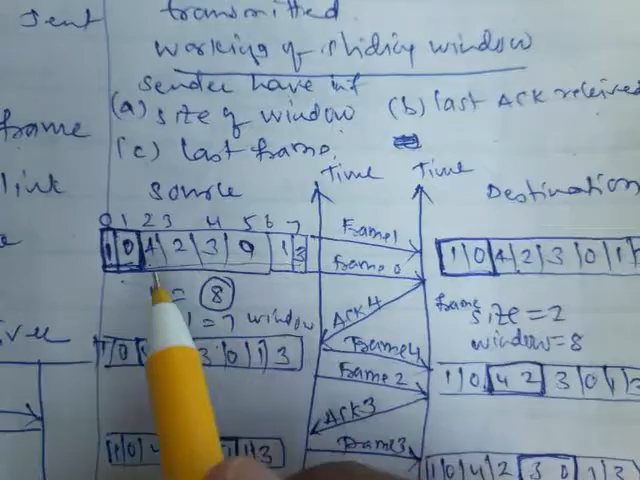 sent
transmitted
working of sliding window
sender have inf
(a) size of window
(b) last ACK received
(c) last frame
frame
link
source
Time
Time
Destination
0 1 2 3 4 5 6 7
1 0 4 2 3 0 1 3
Frame 1
Frame 0
1 0 4 2 3 0 1
= 8
1 = 7 window
ACK 4
frame
size = 2
window = 8
1 0 3 0 1 3
Frame 4
Frame 2
1 0 4 2 3 0 1 3
ACK 3
1 0 1 3
Frame 3
1 0 4 2 3 0 1 3